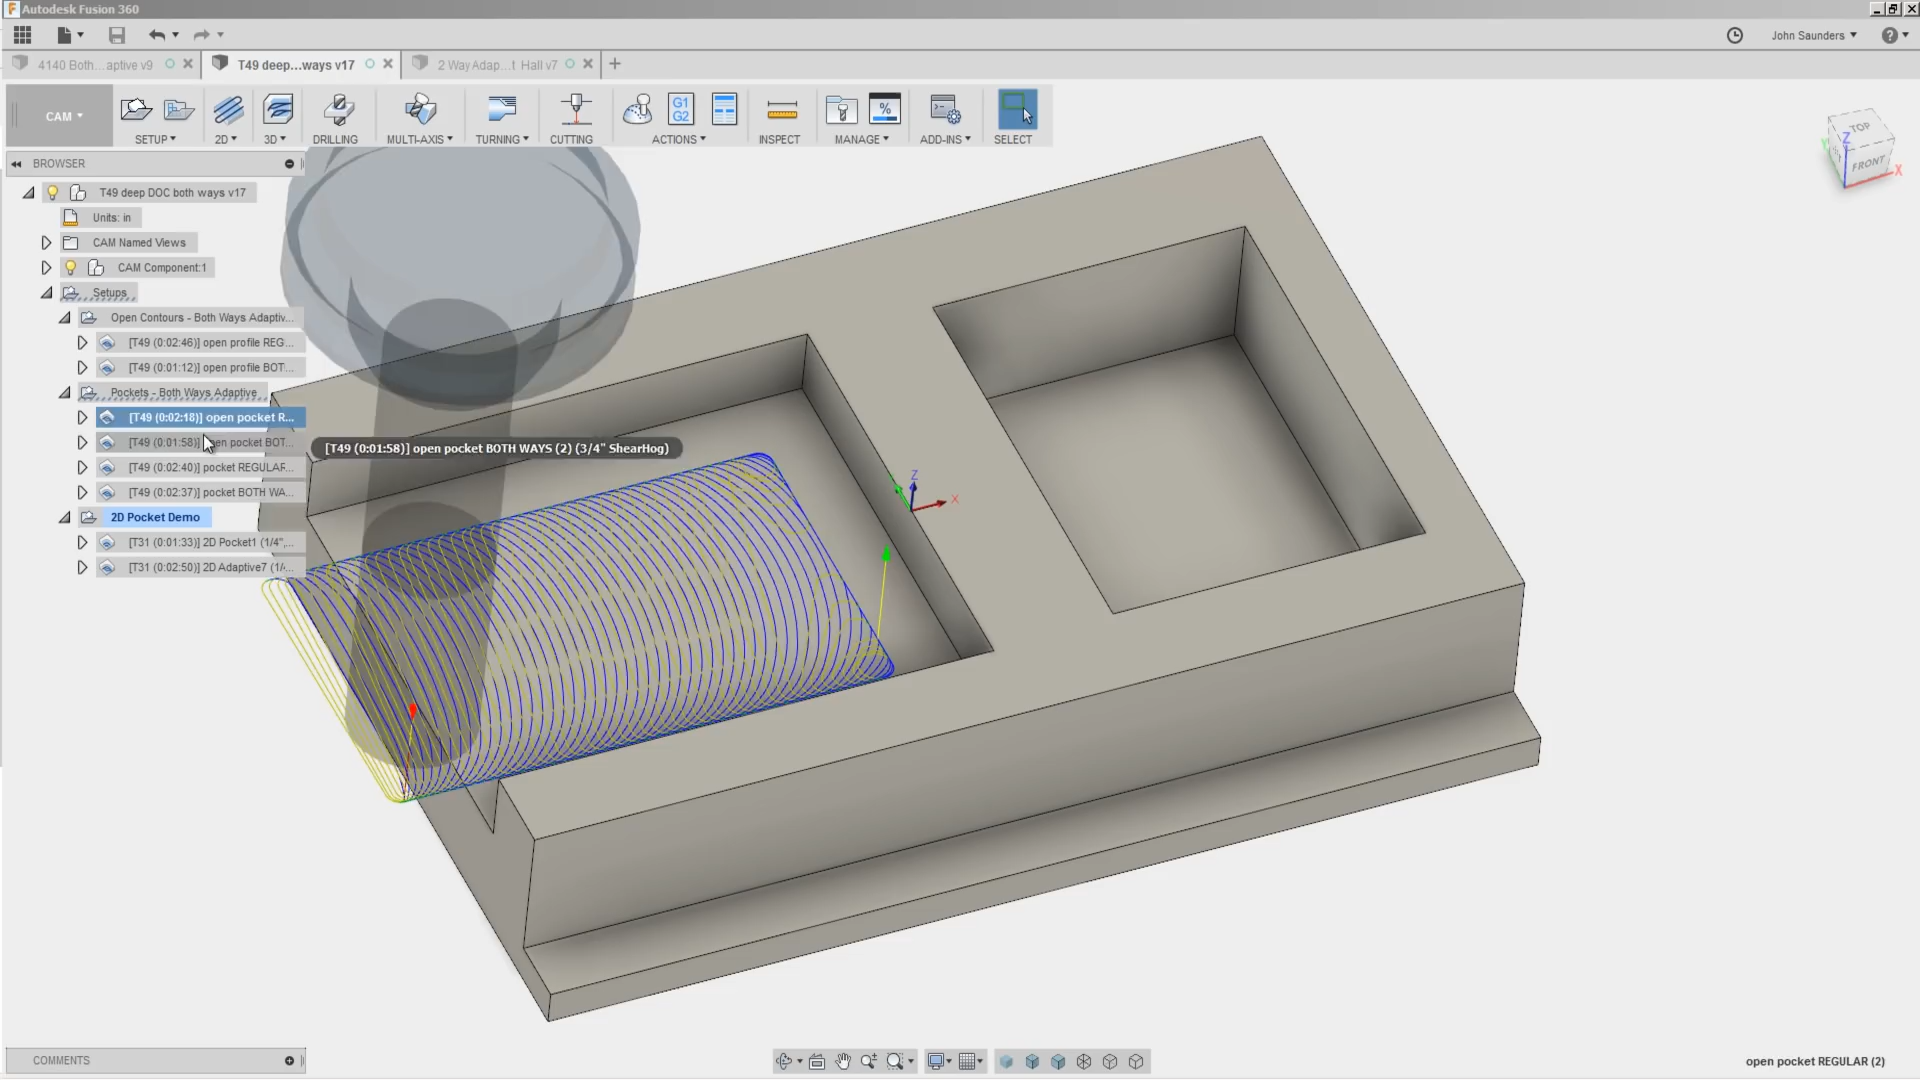 Autodesk Fusion 360
John Saunders
4140 Both...aptive v9
T49 deep...ways v17
2 Way Adap...t Hall v7
CAM
G1
G2
%
SETUP
2D
3D
DRILLING
MULTI-AXIS
TURNING
CUTTING
ACTIONS
INSPECT
MANAGE
ADD-INS
SELECT
TOP
FRONT
Z
X
BROWSER
T49 deep DOC both ways v17
Units: in
CAM Named Views
CAM Component:1
Setups
Open Contours - Both Ways Adaptiv...
[T49 (0:02:46)] open profile REG...
[T49 (0:01:12)] open profile BOT...
Pockets - Both Ways Adaptive
[T49 (0:02:18)] open pocket R...
[T49 (0:01:58)] pen pocket BOT...
[T49 (0:01:58)] open pocket BOTH WAYS (2) (3/4" ShearHog)
[T49 (0:02:40)] pocket REGULAR...
[T49 (0:02:37)] pocket BOTH WA...
2D Pocket Demo
[T31 (0:01:33)] 2D Pocket1 (1/4",...
[T31 (0:02:50)] 2D Adaptive7 (1/...
Z
X
COMMENTS
open pocket REGULAR (2)